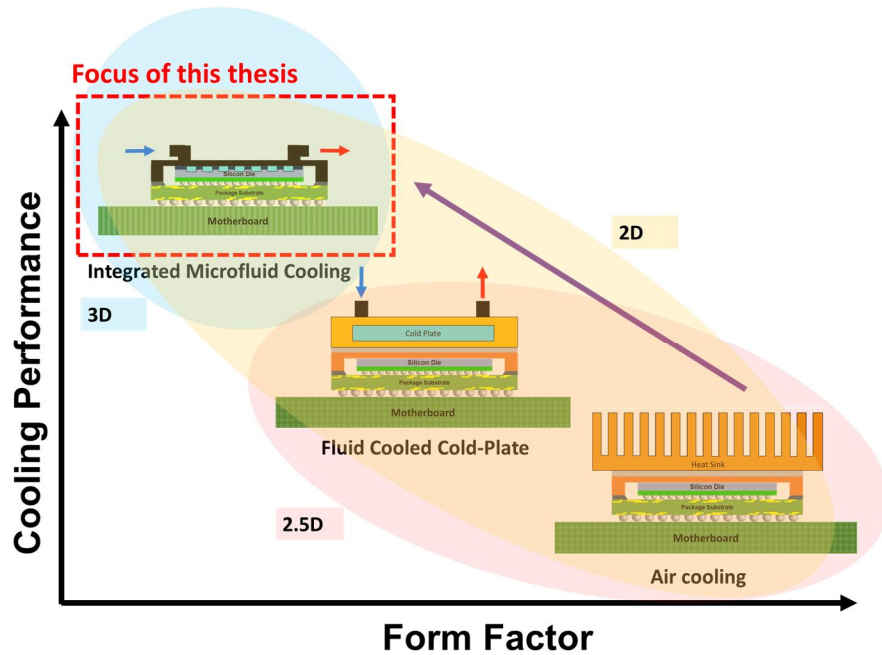 Focus of this thesis
Silicon Die
Package Substrate
Motherboard
Integrated Microfluid Cooling
2D
3D
Cold Plate
Silicon Die
Package Substrate
Motherboard
Fluid Cooled Cold-Plate
Heat Sink
Silicon Die
Package Substrate
2.5D
Motherboard
Air cooling
Cooling Performance
Form Factor